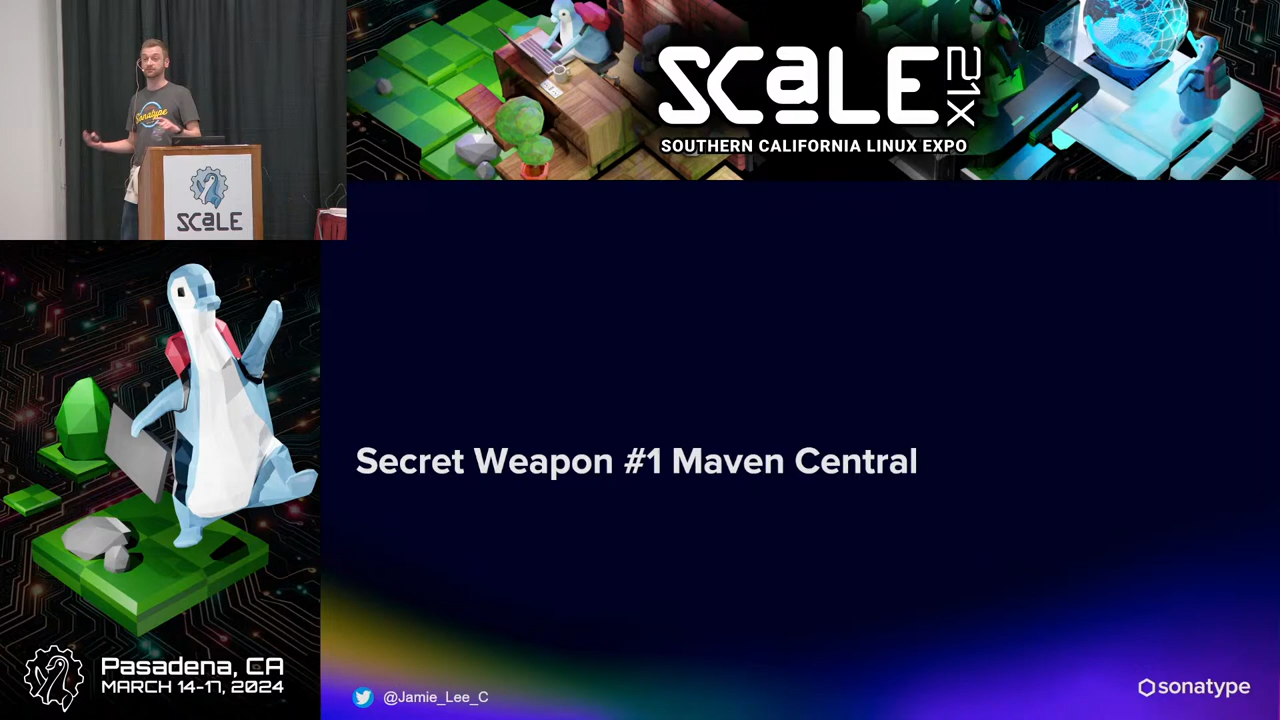 SCaLE 21X
SOUTHERN CALIFORNIA LINUX EXPO
Sonatype
SCaLE
Secret Weapon #1 Maven Central
Pasadena, CA
MARCH 14-17, 2024
@Jamie_Lee_C
sonatype